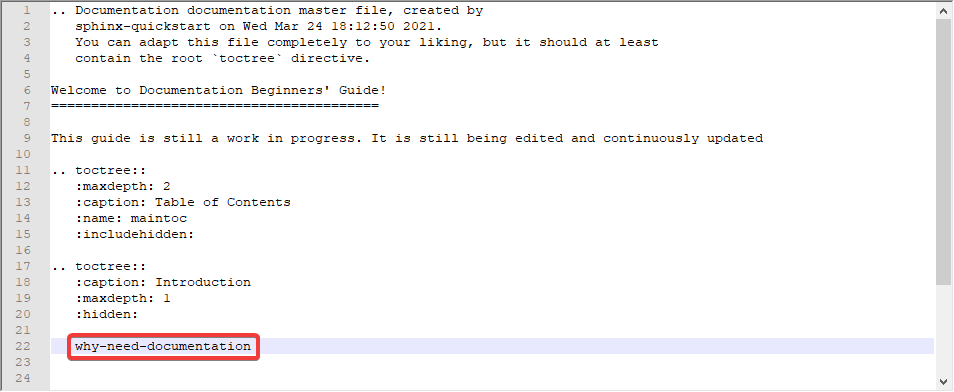 1 .. Documentation documentation master file, created by
2    sphinx-quickstart on Wed Mar 24 18:12:50 2021.
3    You can adapt this file completely to your liking, but it should at least
4    contain the root `toctree` directive.
5
6 Welcome to Documentation Beginners' Guide!
7 =========================================
8
9 This guide is still a work in progress. It is still being edited and continuously updated
10
11 .. toctree::
12    :maxdepth: 2
13    :caption: Table of Contents
14    :name: maintoc
15    :includehidden:
16
17 .. toctree::
18    :caption: Introduction
19    :maxdepth: 1
20    :hidden:
21
22    why-need-documentation
23
24